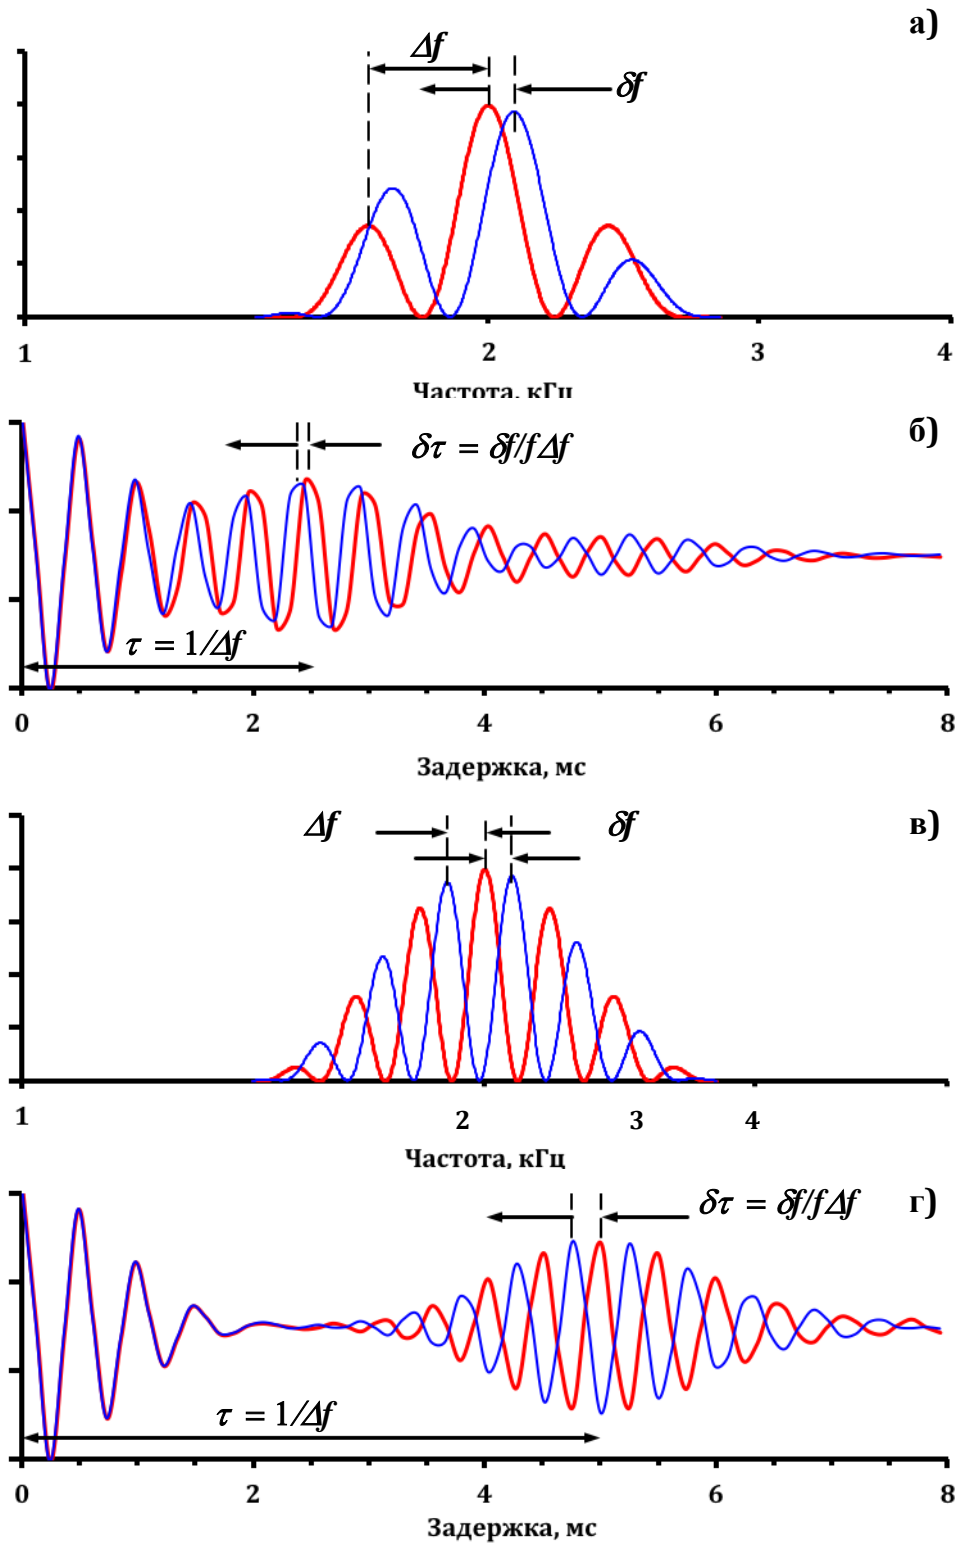 а)
Δf
δf
1 2 3 4
Частота, кГц
б)
δτ = δf/fΔf
τ = 1/Δf
0 2 4 6 8
Задержка, мс
в)
Δf δf
1 2 3 4
Частота, кГц
г)
δτ = δf/fΔf
τ = 1/Δf
0 2 4 6 8
Задержка, мс